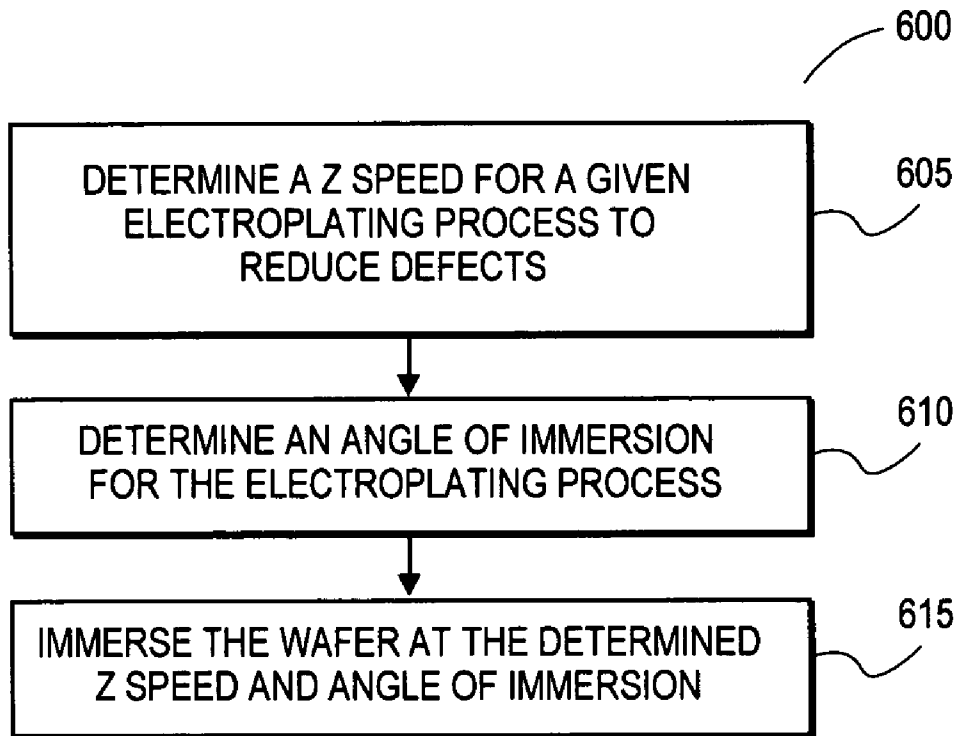 600
DETERMINE A Z SPEED FOR A GIVEN
ELECTROPLATING PROCESS TO
REDUCE DEFECTS
605
DETERMINE AN ANGLE OF IMMERSION
FOR THE ELECTROPLATING PROCESS
610
IMMERSE THE WAFER AT THE DETERMINED
Z SPEED AND ANGLE OF IMMERSION
615